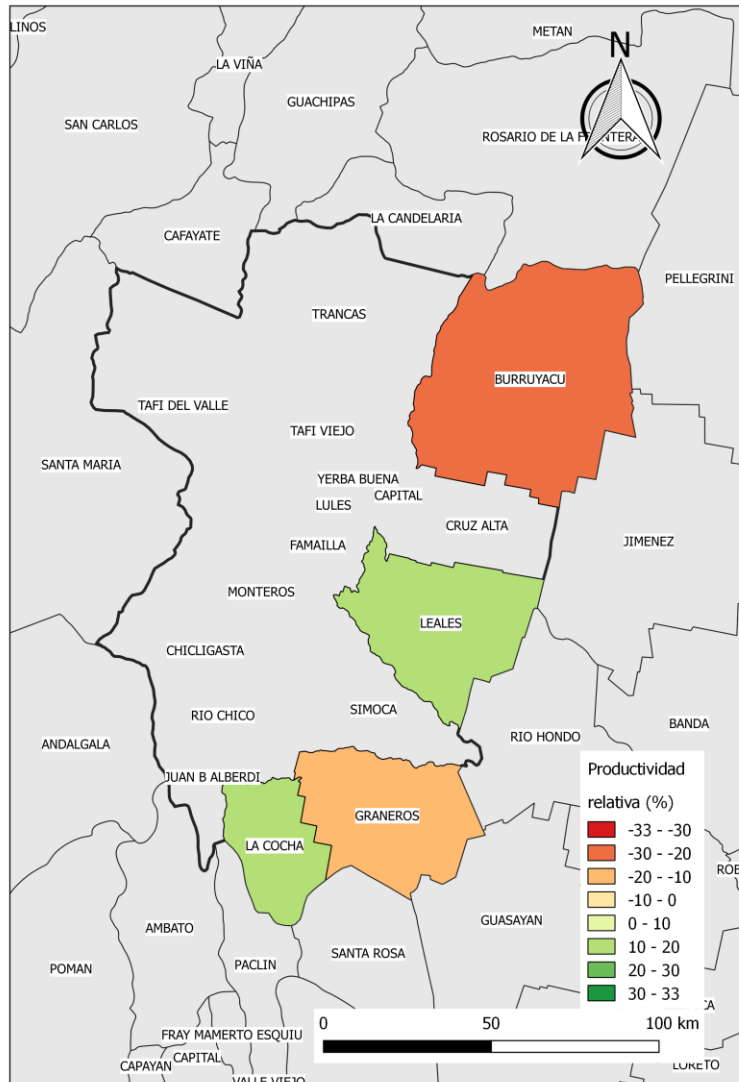 LINOS
METAN
N
LA VIÑA
GUACHIPAS
SAN CARLOS
ROSARIO DE LA FRONTERA
LA CANDELARIA
CAFAYATE
PELLEGRINI
TRANCAS
BURRUYACU
TAFI DEL VALLE
TAFI VIEJO
SANTA MARIA
YERBA BUENA
CAPITAL
LULES
CRUZ ALTA
FAMAILLA
JIMENEZ
MONTEROS
LEALES
CHICLIGASTA
SIMOCA
RIO CHICO
BANDA
RIO HONDO
ANDALGALA
JUAN B ALBERDI
GRANEROS
LA COCHA
Productividad
relativa (%)
-33 - -30
-30 - -20
-20 - -10
-10 - 0
0 - 10
10 - 20
20 - 30
30 - 33
ROB
GUASAYAN
AMBATO
SANTA ROSA
PACLIN
POMAN
FRAY MAMERTO ESQUIU
CAPITAL
CAPAYAN
VALLE VIEJO
0 50 100 km
LORETO